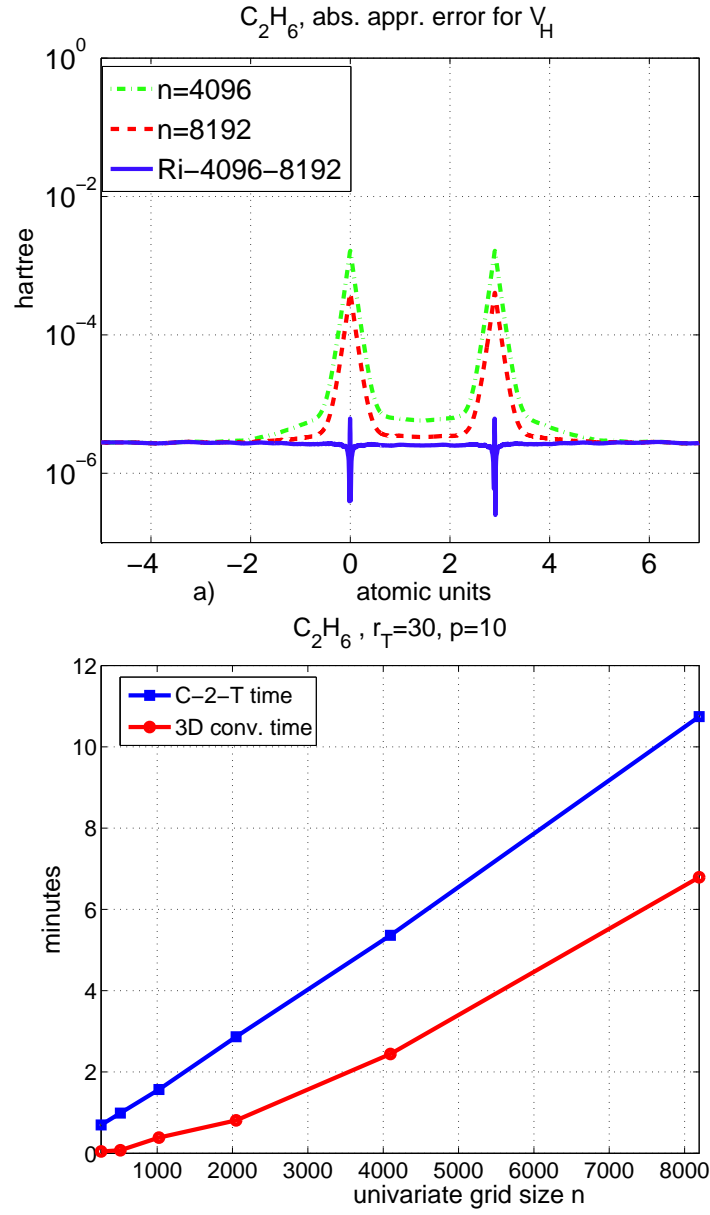 C2H6, abs. appr. error for VH
10^0
10^-2
10^-4
10^-6
hartree
n=4096
n=8192
Ri-4096-8192
-4 -2 0 2 4 6
a) atomic units
C2H6 , rT=30, p=10
12
10
8
6
4
2
0
minutes
C-2-T time
3D conv. time
1000 2000 3000 4000 5000 6000 7000 8000
univariate grid size n